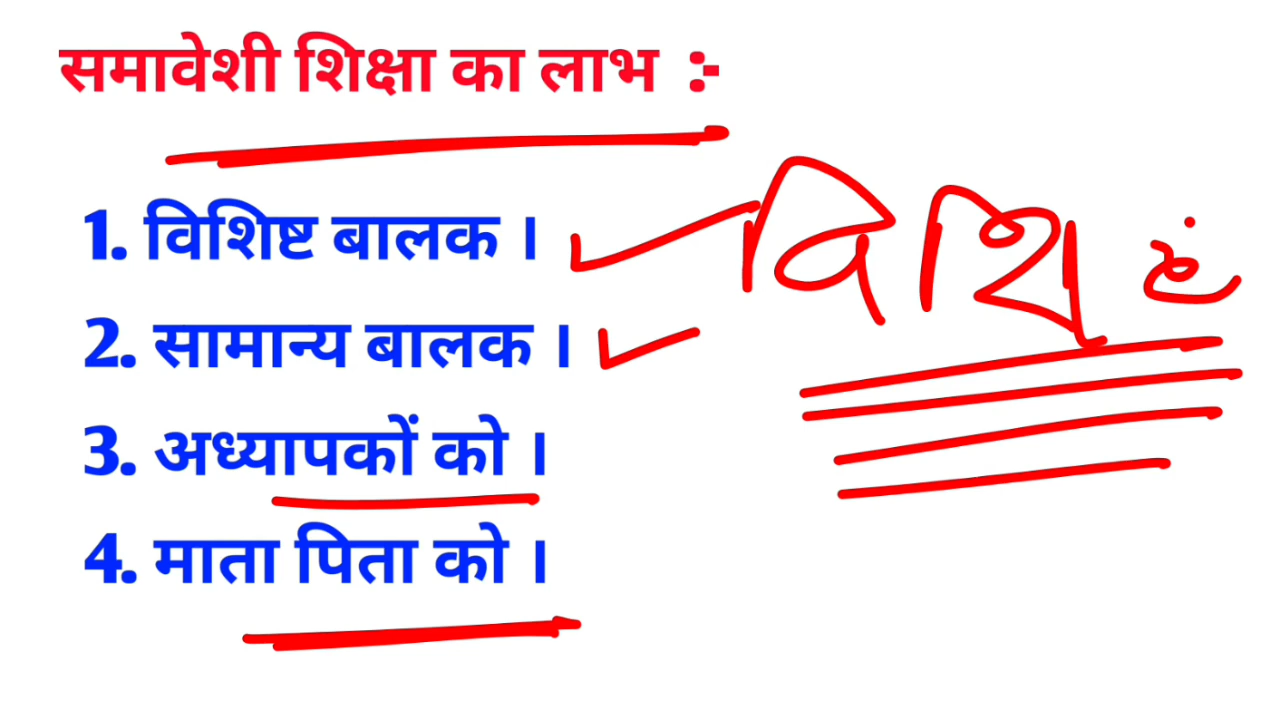 समावेशी शिक्षा का लाभ :-
1. विशिष्ट बालक ।
2. सामान्य बालक ।
3. अध्यापकों को ।
4. माता पिता को ।